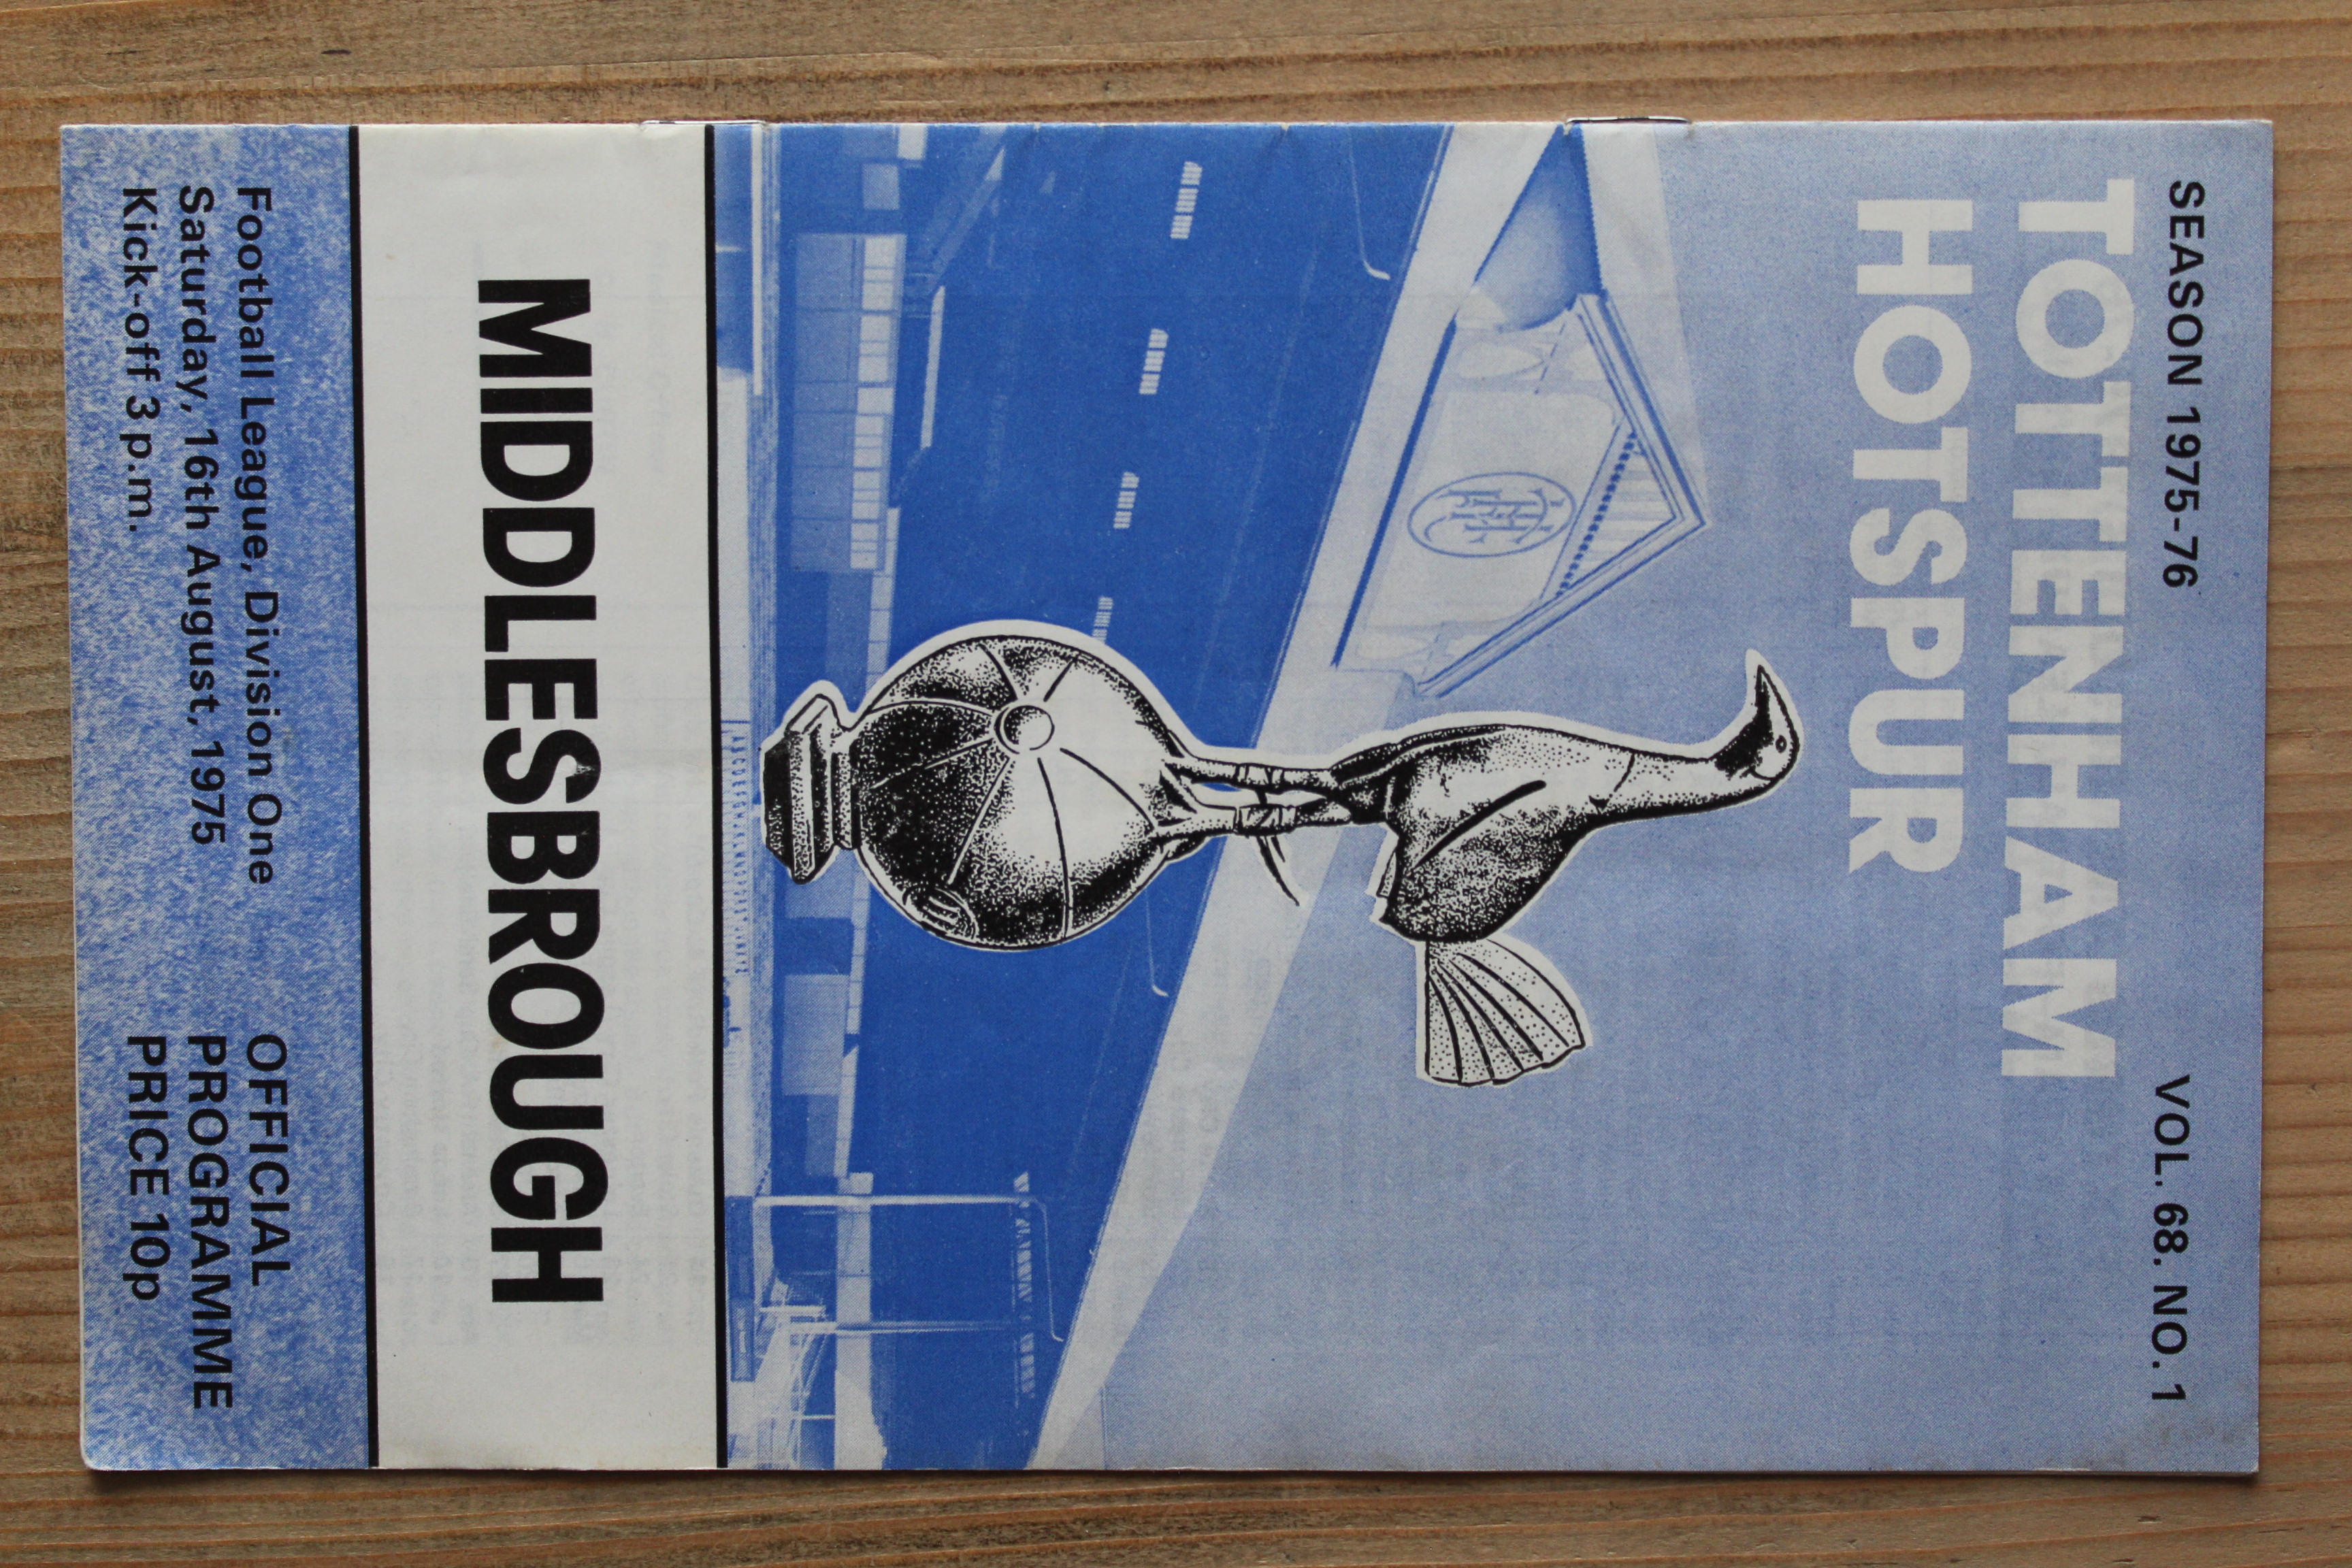 SEASON 1975-76 VOL. 68. NO. 1
TOTTENHAM
HOTSPUR
MIDDLESBROUGH
Football League, Division One
Saturday, 16th August, 1975
Kick-off 3 p.m.
OFFICIAL
PROGRAMME
PRICE 10p